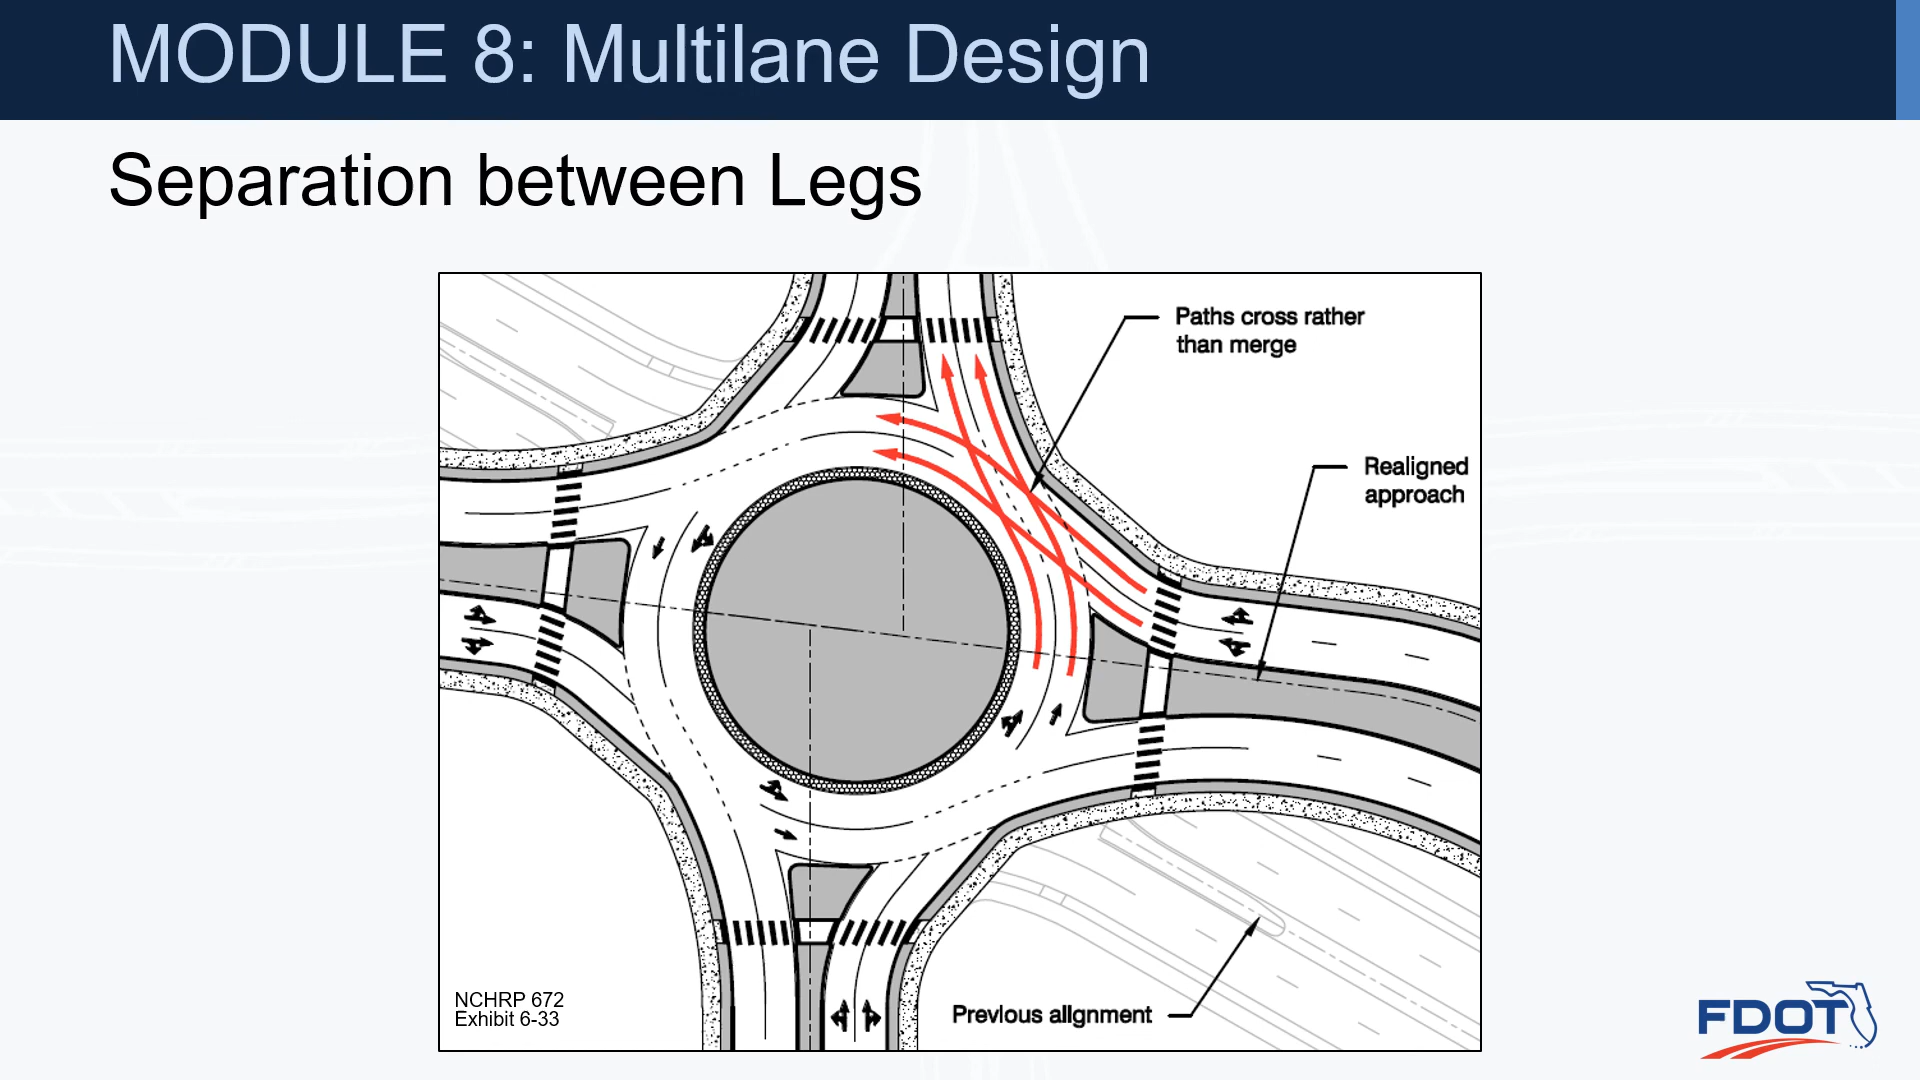 MODULE 8: Multilane Design
Separation between Legs
Paths cross rather
than merge
Realigned
approach
Previous alignment
NCHRP 672
Exhibit 6-33
FDOT